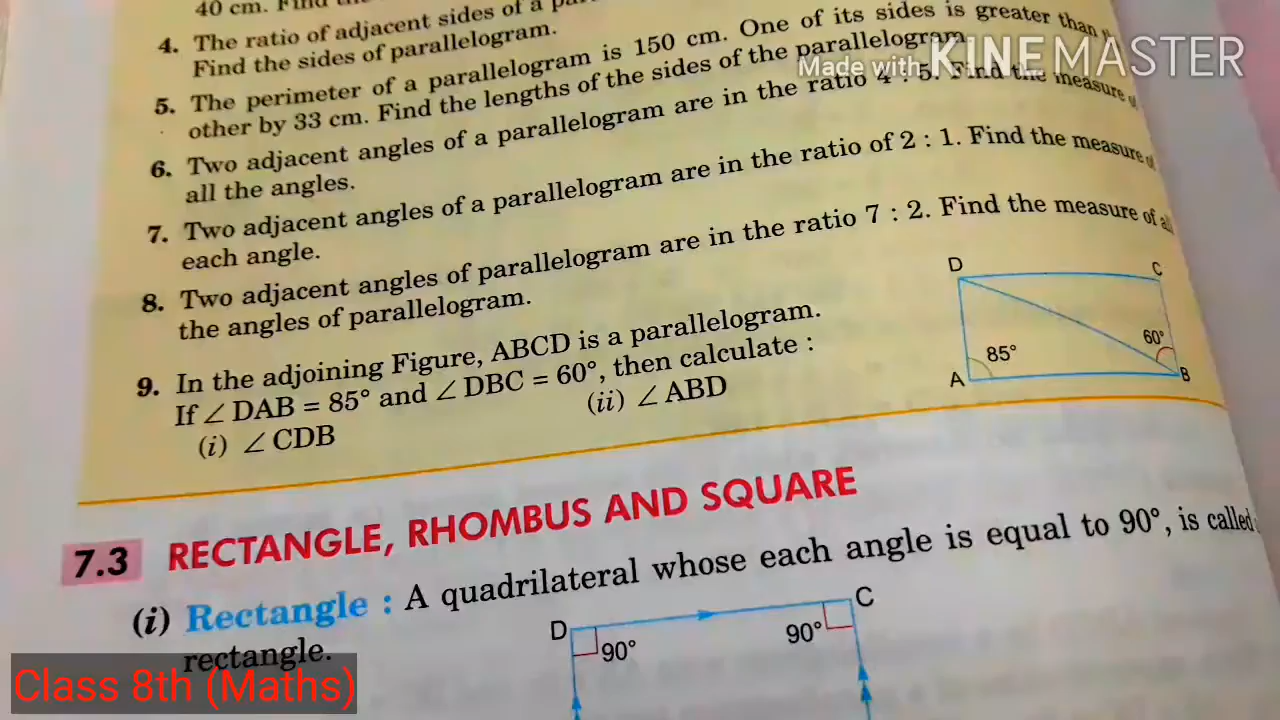 40 cm. Find
4. The ratio of adjacent sides of a
Find the sides of parallelogram.
5. The perimeter of a parallelogram is 150 cm. One of its sides is greater than
other by 33 cm. Find the lengths of the sides of the parallelogram.
6. Two adjacent angles of a parallelogram are in the ratio 4 : 5. Find the measure
all the angles.
7. Two adjacent angles of a parallelogram are in the ratio of 2 : 1. Find the measure of
each angle.
8. Two adjacent angles of parallelogram are in the ratio 7 : 2. Find the measure of
the angles of parallelogram.
9. In the adjoining Figure, ABCD is a parallelogram.
If ∠DAB = 85° and ∠DBC = 60°, then calculate :
(i) ∠CDB (ii) ∠ABD
D C
60°
85°
A B
7.3 RECTANGLE, RHOMBUS AND SQUARE
(i) Rectangle : A quadrilateral whose each angle is equal to 90°, is called
rectangle.
D C
90° 90°
Made with KINEMASTER
Class 8th (Maths)